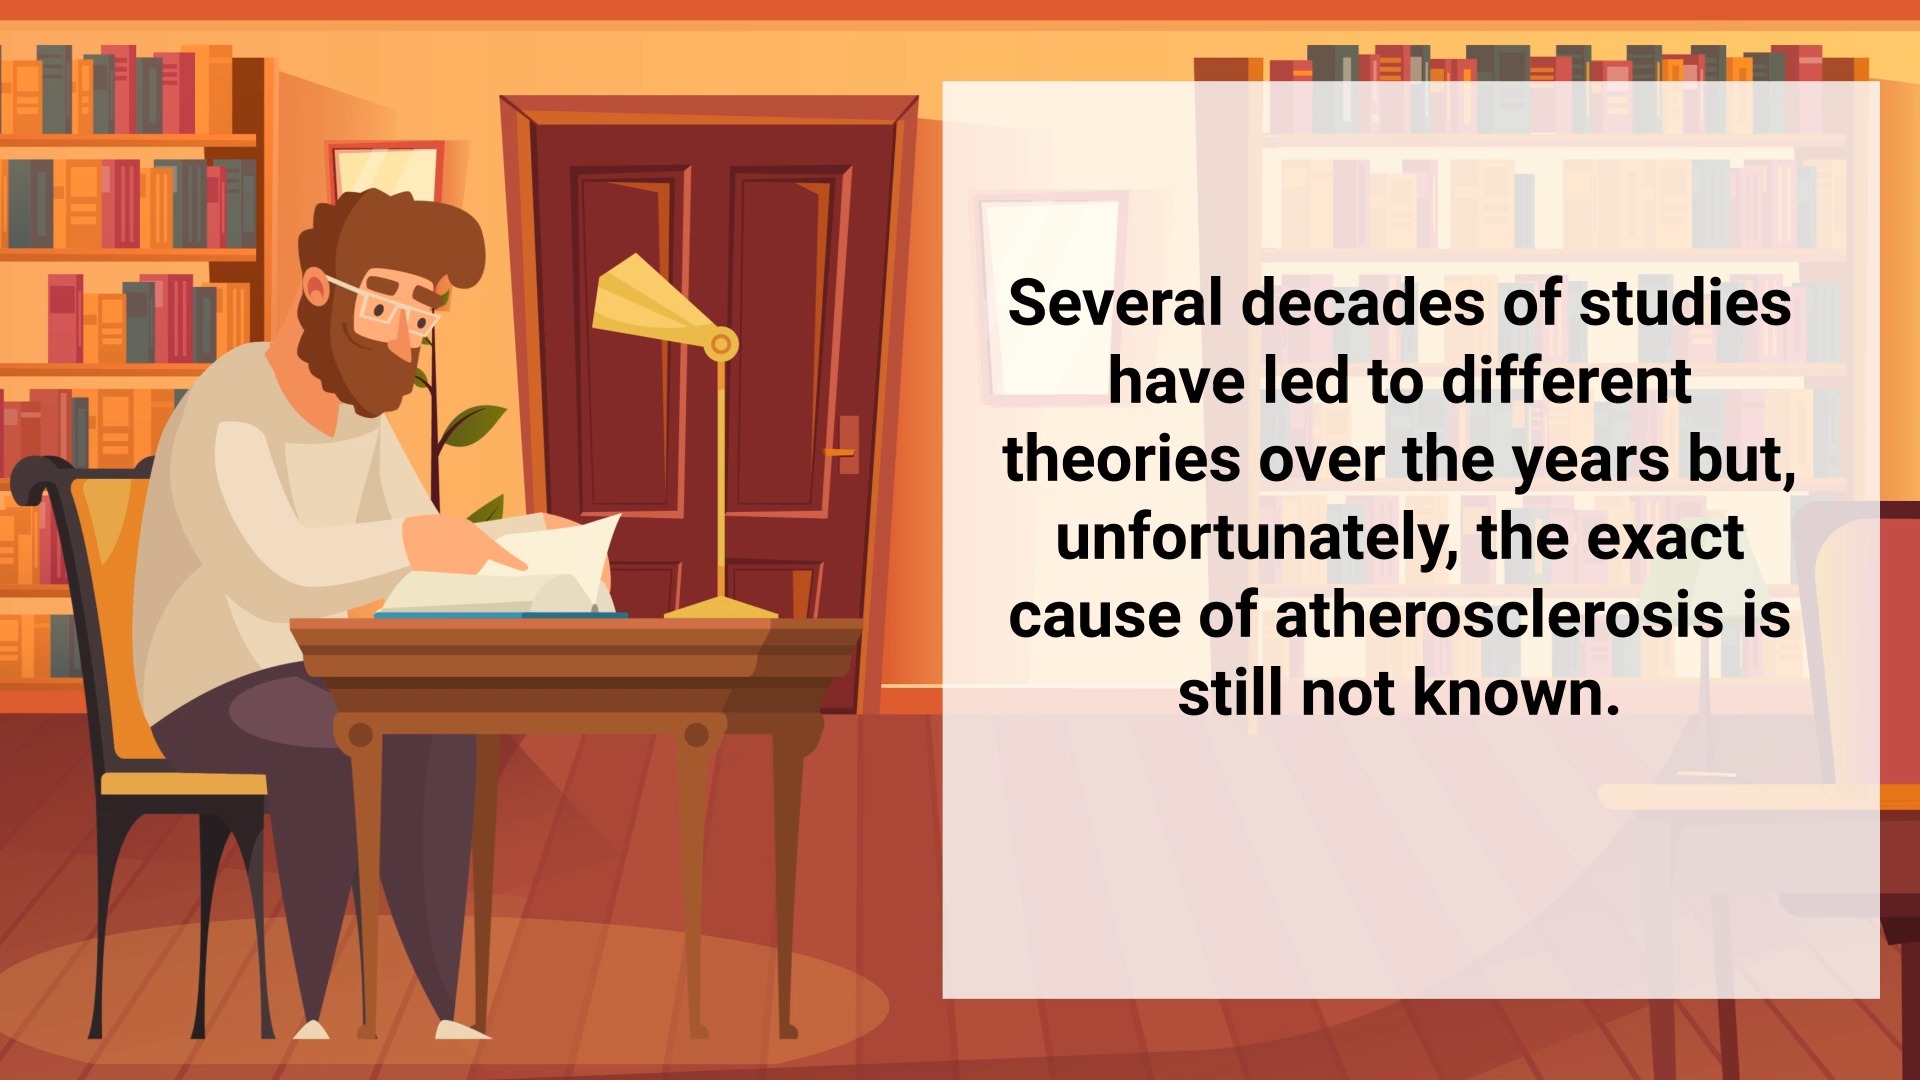 Several decades of studies
have led to different
theories over the years but,
unfortunately, the exact
cause of atherosclerosis is
still not known.